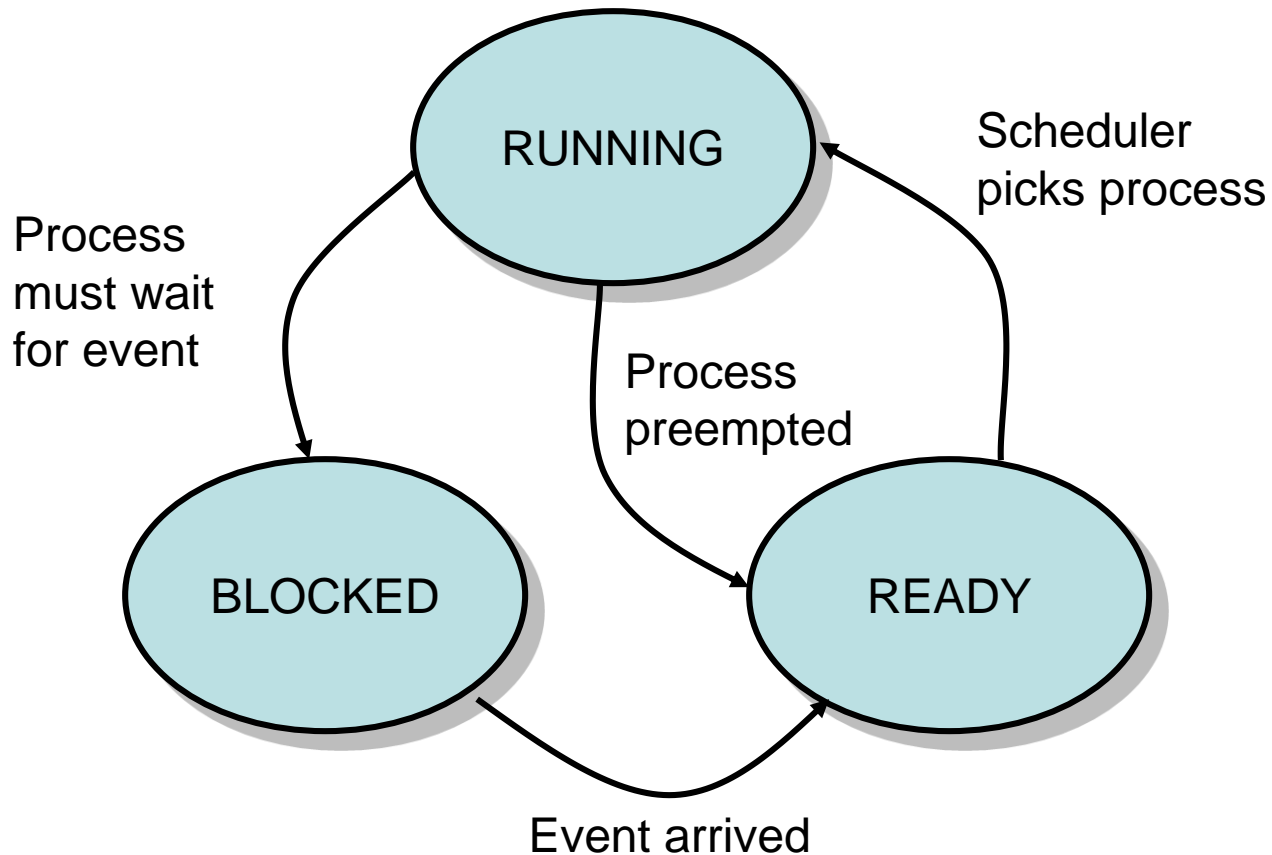 RUNNING
Scheduler
picks process
Process
must wait
for event
Process
preempted
BLOCKED
READY
Event arrived